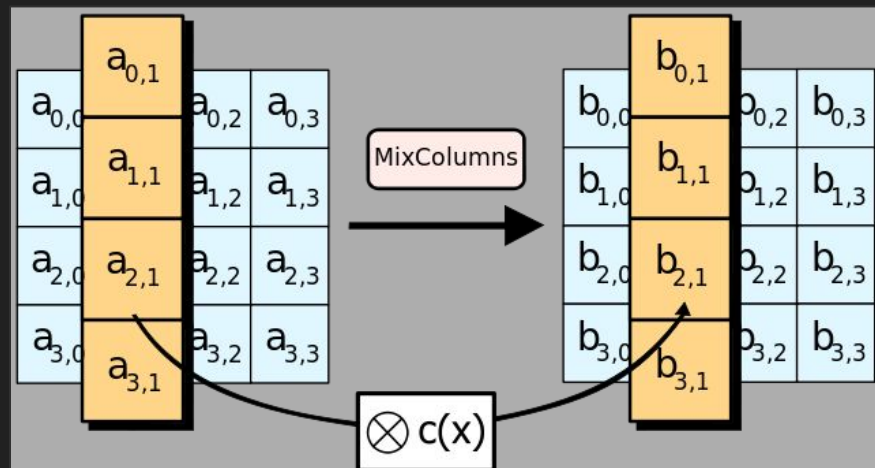 a0,1 b0,1
a0,0 a0,2 a0,3 b0,0 b0,2 b0,3
MixColumns
a1,1 b1,1
a1,0 a1,2 a1,3 b1,0 b1,2 b1,3
a2,1 b2,1
a2,0 a2,2 a2,3 b2,0 b2,2 b2,3
a3,0 a3,2 a3,3 b3,0 b3,2 b3,3
a3,1 b3,1
⊗ c(x)